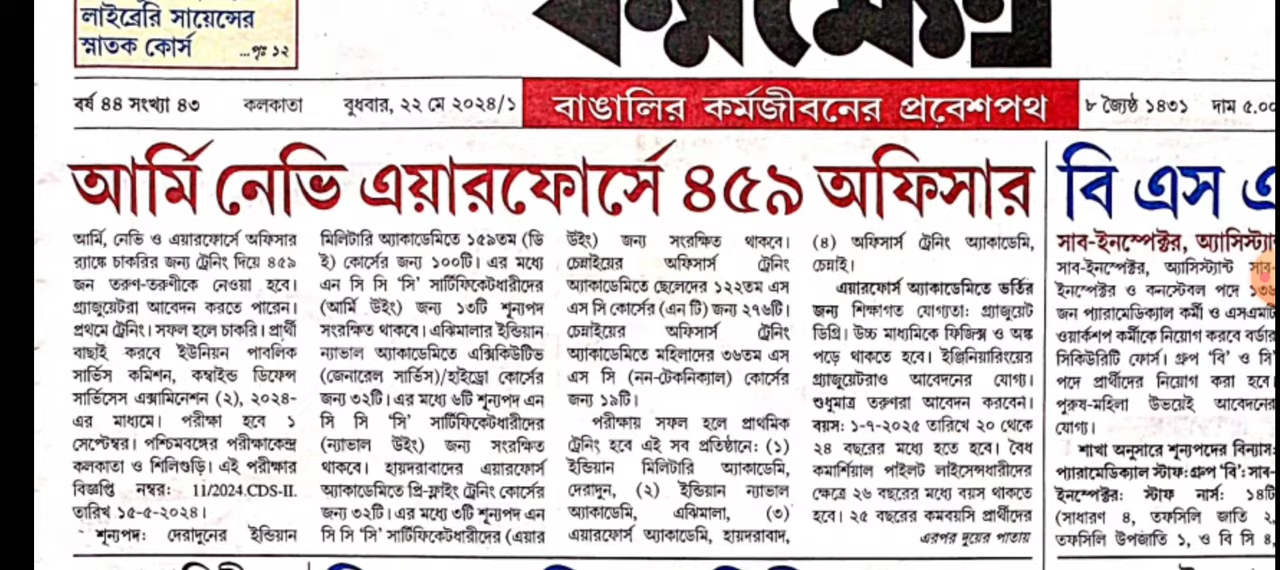 লাইব্রেরি সায়েন্সের
স্নাতক কোর্স
...পৃঃ ১২
বর্ষ ৪৪ সংখ্যা ৪৩ কলকাতা বুধবার, ২২ মে ২০২৪/১ বাঙালির কর্মজীবনের প্রবেশপথ ৮ জ্যৈষ্ঠ ১৪৩১ দাম ৫.০০
আর্মি নেভি এয়ারফোর্সে ৪৫৯ অফিসার
আর্মি, নেভি ও এয়ারফোর্সে অফিসার
র‍্যাঙ্কে চাকরির জন্য ট্রেনিং দিয়ে ৪৫৯
জন তরুণ-তরুণীকে নেওয়া হবে।
গ্র্যাজুয়েটরা আবেদন করতে পারেন।
প্রথমে ট্রেনিং। সফল হলে চাকরি। প্রার্থী
বাছাই করবে ইউনিয়ন পাবলিক
সার্ভিস কমিশন, কম্বাইন্ড ডিফেন্স
সার্ভিসেস এক্সামিনেশন (২), ২০২৪-
এর মাধ্যমে। পরীক্ষা হবে ১
সেপ্টেম্বর। পশ্চিমবঙ্গের পরীক্ষাকেন্দ্র
কলকাতা ও শিলিগুড়ি। এই পরীক্ষার
বিজ্ঞপ্তি নম্বর: 11/2024.CDS-II.
তারিখ ১৫-৫-২০২৪।
শূন্যপদ: দেরাদুনের ইন্ডিয়ান
মিলিটারি অ্যাকাডেমিতে ১৫৯তম (ডি
ই) কোর্সের জন্য ১০০টি। এর মধ্যে
এন সি সি 'সি' সার্টিফিকেটধারীদের
(আর্মি উইং) জন্য ১৩টি শূন্যপদ
সংরক্ষিত থাকবে। এঝিমালার ইন্ডিয়ান
ন্যাভাল অ্যাকাডেমিতে এক্সিকিউটিভ
(জেনারেল সার্ভিস)/হাইড্রো কোর্সের
জন্য ৩২টি। এর মধ্যে ৬টি শূন্যপদ এন
সি সি 'সি' সার্টিফিকেটধারীদের
(ন্যাভাল উইং) জন্য সংরক্ষিত
থাকবে। হায়দরাবাদের এয়ারফোর্স
অ্যাকাডেমিতে প্রি-ফ্লাইং ট্রেনিং কোর্সের
জন্য ৩২টি। এর মধ্যে ৩টি শূন্যপদ এন
সি সি 'সি' সার্টিফিকেটধারীদের (এয়ার
উইং) জন্য সংরক্ষিত থাকবে।
চেন্নাইয়ের অফিসার্স ট্রেনিং
অ্যাকাডেমিতে ছেলেদের ১২২তম এস
এস সি কোর্সের (এন টি) জন্য ২৭৬টি।
চেন্নাইয়ের অফিসার্স ট্রেনিং
অ্যাকাডেমিতে মহিলাদের ৩৬তম এস
এস সি (নন-টেকনিক্যাল) কোর্সের
জন্য ১৯টি।
পরীক্ষায় সফল হলে প্রাথমিক
ট্রেনিং হবে এই সব প্রতিষ্ঠানে: (১)
ইন্ডিয়ান মিলিটারি অ্যাকাডেমি,
দেরাদুন, (২) ইন্ডিয়ান ন্যাভাল
অ্যাকাডেমি, এঝিমালা, (৩)
এয়ারফোর্স অ্যাকাডেমি, হায়দরাবাদ,
(৪) অফিসার্স ট্রেনিং অ্যাকাডেমি,
চেন্নাই।
এয়ারফোর্স অ্যাকাডেমিতে ভর্তির
জন্য শিক্ষাগত যোগ্যতা: গ্র্যাজুয়েট
ডিগ্রি। উচ্চ মাধ্যমিকে ফিজিক্স ও অঙ্ক
পড়ে থাকতে হবে। ইঞ্জিনিয়ারিংয়ের
গ্র্যাজুয়েটরাও আবেদনের যোগ্য।
শুধুমাত্র তরুণরা আবেদন করবেন।
বয়স: ১-৭-২০২৫ তারিখে ২০ থেকে
২৪ বছরের মধ্যে হতে হবে। বৈধ
কমার্শিয়াল পাইলট লাইসেন্সধারীদের
ক্ষেত্রে ২৬ বছরের মধ্যে বয়স থাকতে
হবে। ২৫ বছরের কমবয়সি প্রার্থীদের
এরপর দুয়ের পাতায়
বি এস এ
সাব-ইনস্পেক্টর, অ্যাসিস্ট্যা
সাব-ইনস্পেক্টর, অ্যাসিস্ট্যান্ট সাব-
ইনস্পেক্টর ও কনস্টেবল পদে ১৩৬
জন প্যারামেডিক্যাল কর্মী ও এসএমটি
ওয়ার্কশপ কর্মীকে নিয়োগ করবে বর্ডার
সিকিউরিটি ফোর্স। গ্রুপ 'বি' ও সি
পদে প্রার্থীদের নিয়োগ করা হবে।
পুরুষ-মহিলা উভয়েই আবেদনের
যোগ্য।
শাখা অনুসারে শূন্যপদের বিন্যাস:
প্যারামেডিক্যাল স্টাফ: গ্রুপ 'বি': সাব-
ইনস্পেক্টর: স্টাফ নার্স: ১৪টি
(সাধারণ ৪, তফসিলি জাতি ২,
তফসিলি উপজাতি ১, ও বি সি ৪,